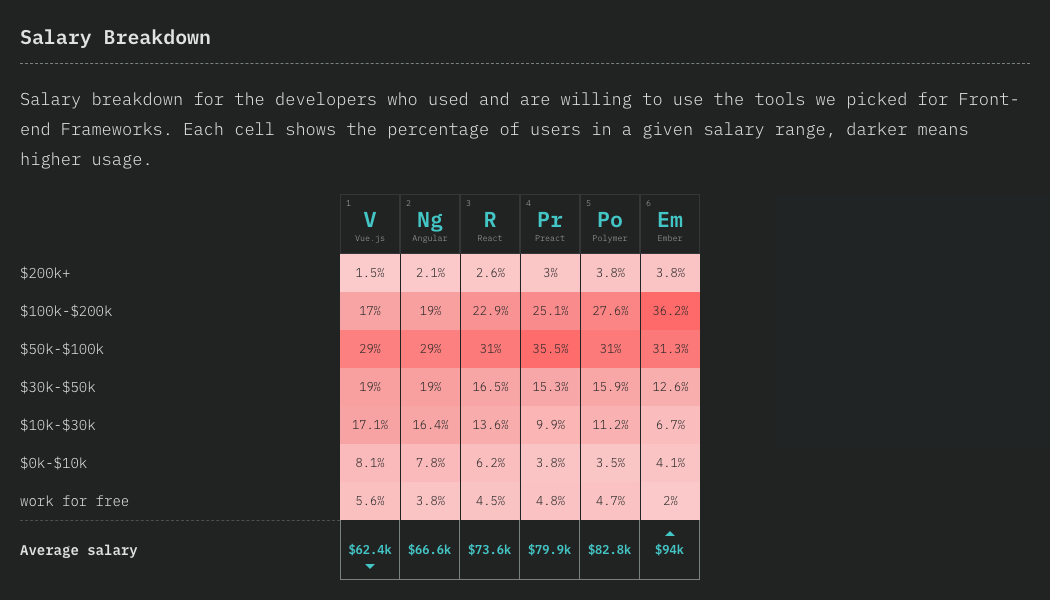 Salary Breakdown
Salary breakdown for the developers who used and are willing to use the tools we picked for Front-
end Frameworks. Each cell shows the percentage of users in a given salary range, darker means
higher usage.
1 2 3 4 5 6
V Ng R Pr Po Em
Vue.js Angular React Preact Polymer Ember
$200k+ 1.5% 2.1% 2.6% 3% 3.8% 3.8%
$100k-$200k 17% 19% 22.9% 25.1% 27.6% 36.2%
$50k-$100k 29% 29% 31% 35.5% 31% 31.3%
$30k-$50k 19% 19% 16.5% 15.3% 15.9% 12.6%
$10k-$30k 17.1% 16.4% 13.6% 9.9% 11.2% 6.7%
$0k-$10k 8.1% 7.8% 6.2% 3.8% 3.5% 4.1%
work for free 5.6% 3.8% 4.5% 4.8% 4.7% 2%
Average salary $62.4k $66.6k $73.6k $79.9k $82.8k $94k